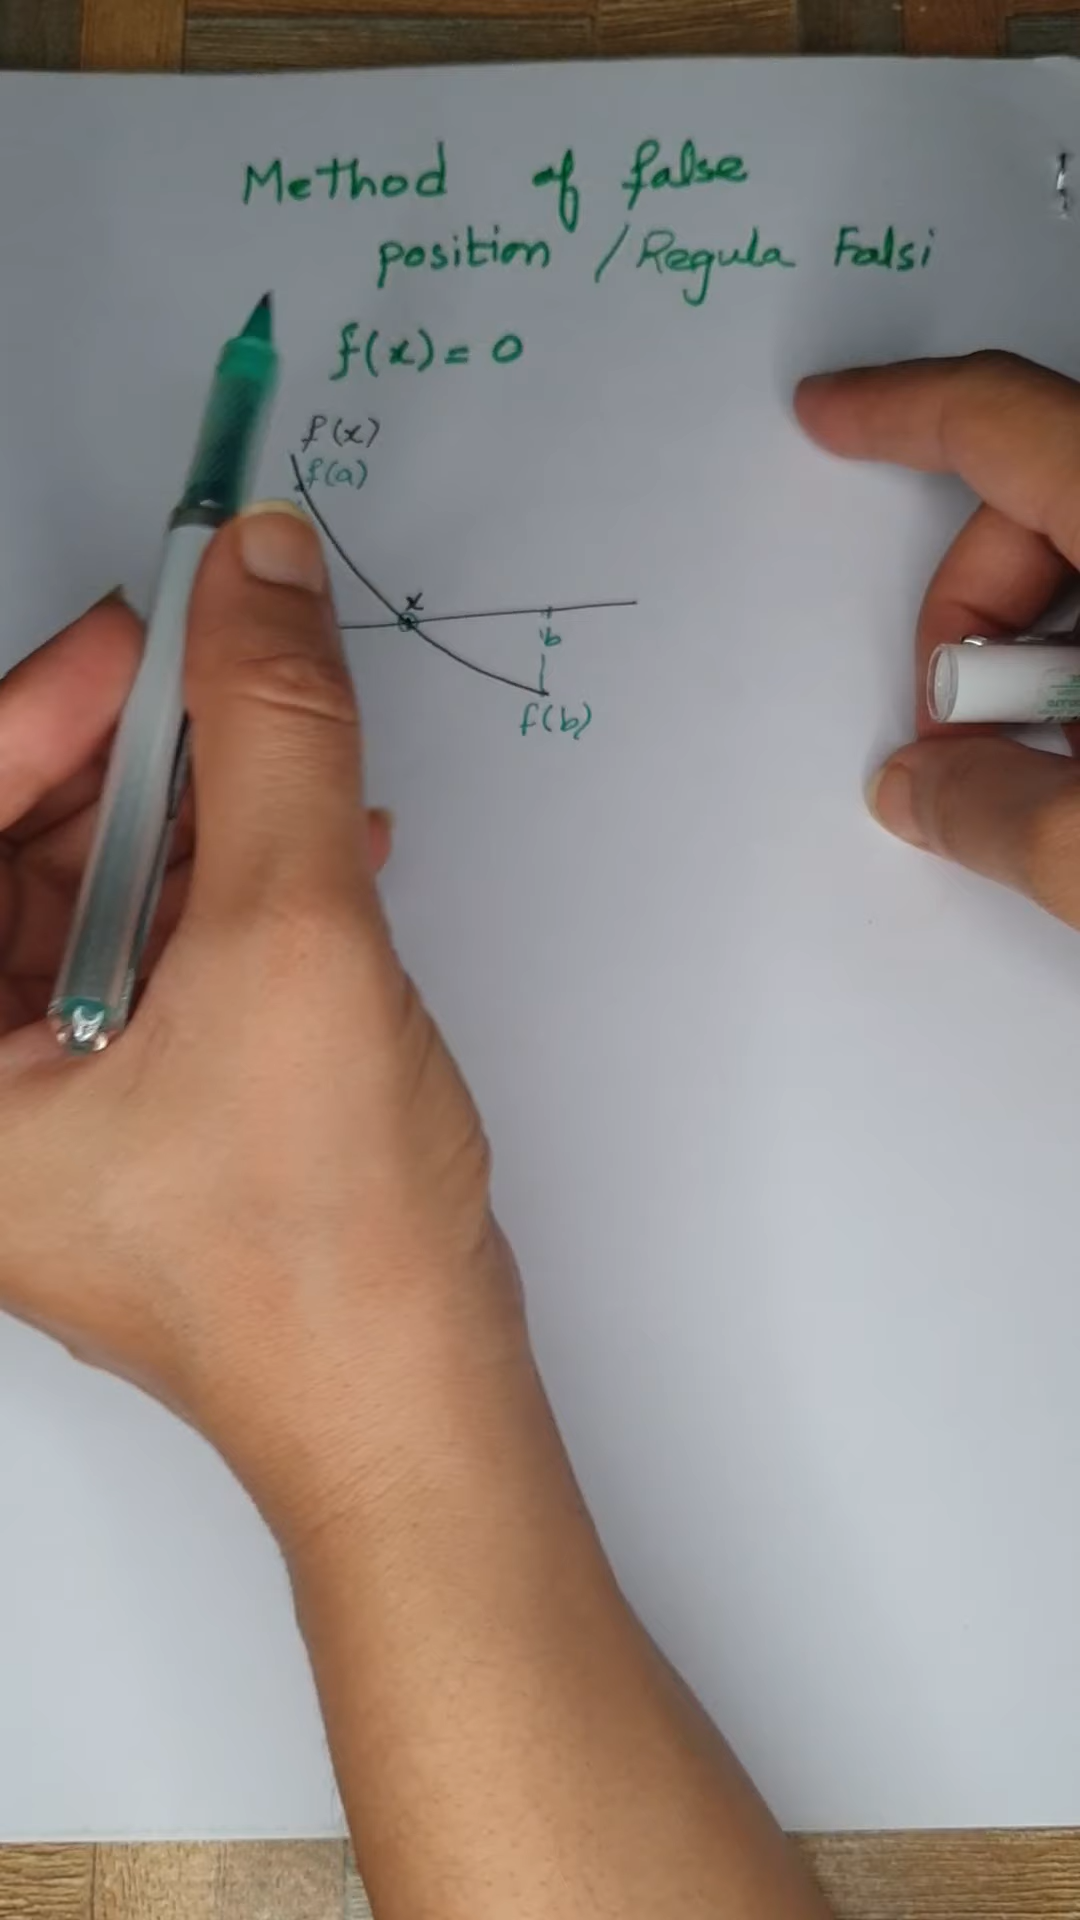 Method of false
position / Regula Falsi
f(x) = 0
f(x)
f(a)
x
b
f(b)